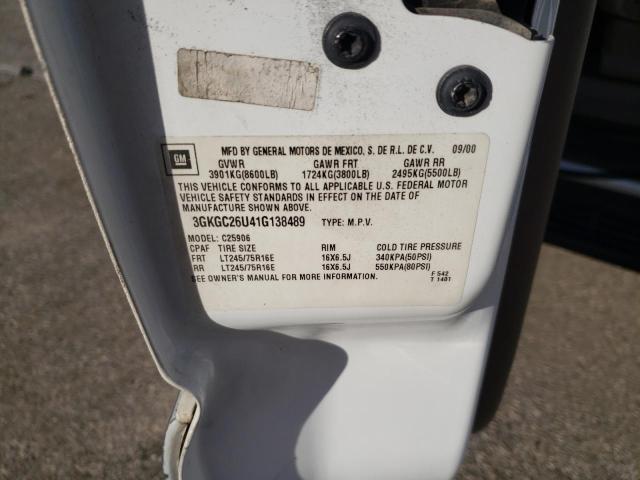 GM
MFD BY GENERAL MOTORS DE MEXICO, S. DE R.L. DE C.V. 09/00
GVWR GAWR FRT GAWR RR
3901KG(8600LB) 1724KG(3800LB) 2495KG(5500LB)
THIS VEHICLE CONFORMS TO ALL APPLICABLE U.S. FEDERAL MOTOR
VEHICLE SAFETY STANDARDS IN EFFECT ON THE DATE OF
MANUFACTURE SHOWN ABOVE.
3GKGC26U41G138489 TYPE: M.P.V.
MODEL: C25906
CPAF TIRE SIZE RIM COLD TIRE PRESSURE
FRT LT245/75R16E 16X6.5J 340KPA(50PSI)
RR LT245/75R16E 16X6.5J 550KPA(80PSI)
SEE OWNER'S MANUAL FOR MORE INFORMATION.
F 542
T 1401